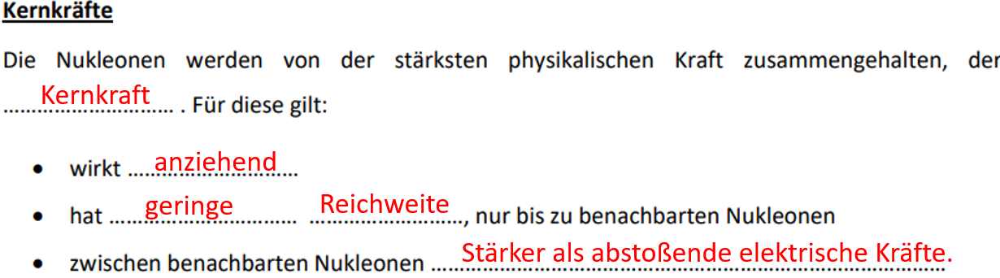 Kernkräfte
Die Nukleonen werden von der stärksten physikalischen Kraft zusammengehalten, der
Kernkraft ………………………… . Für diese gilt:
• wirkt ………………………… anziehend
• hat ………………………… geringe ……………………… Reichweite, nur bis zu benachbarten Nukleonen
• zwischen benachbarten Nukleonen ………………………………………………………………………… Stärker als abstoßende elektrische Kräfte.